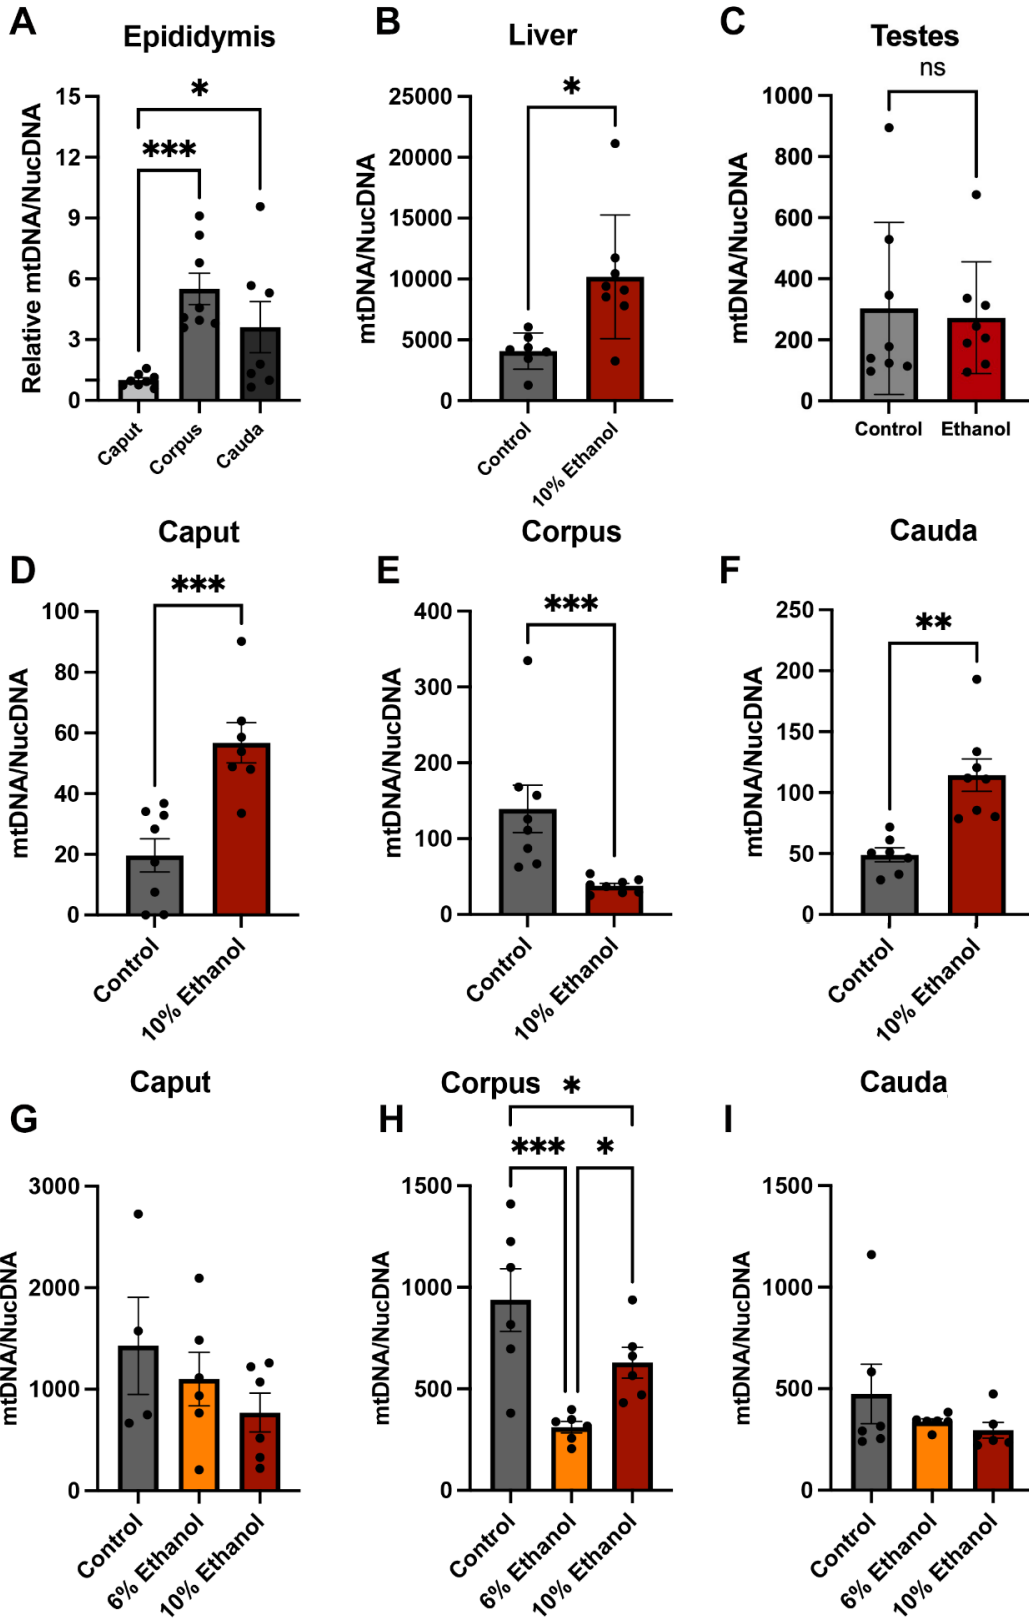 A
Epididymis
Relative mtDNA/NucDNA
15
12
9
6
3
0
*
***
Caput
Corpus
Cauda
B
Liver
mtDNA/NucDNA
25000
20000
15000
10000
5000
0
*
Control
10% Ethanol
C
Testes
ns
mtDNA/NucDNA
1000
800
600
400
200
0
Control
Ethanol
D
Caput
***
mtDNA/NucDNA
100
80
60
40
20
0
Control
10% Ethanol
E
Corpus
***
mtDNA/NucDNA
400
300
200
100
0
Control
10% Ethanol
F
Cauda
**
mtDNA/NucDNA
250
200
150
100
50
0
Control
10% Ethanol
G
Caput
mtDNA/NucDNA
3000
2000
1000
0
Control
6% Ethanol
10% Ethanol
H
Corpus
*
***
*
mtDNA/NucDNA
1500
1000
500
0
Control
6% Ethanol
10% Ethanol
I
Cauda
mtDNA/NucDNA
1500
1000
500
0
Control
6% Ethanol
10% Ethanol